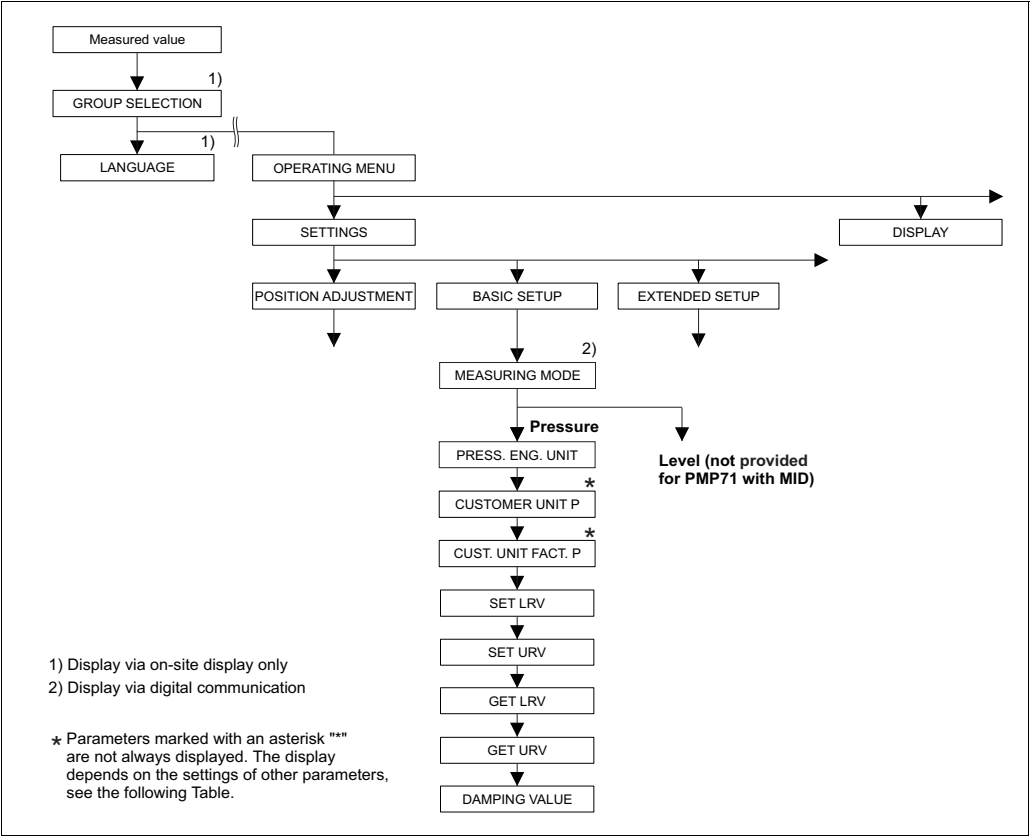 Measured value
1)
GROUP SELECTION
1)
LANGUAGE
OPERATING MENU
SETTINGS
DISPLAY
POSITION ADJUSTMENT
BASIC SETUP
EXTENDED SETUP
2)
MEASURING MODE
Pressure
PRESS. ENG. UNIT
Level (not provided
for PMP71 with MID)
*
CUSTOMER UNIT P
*
CUST. UNIT FACT. P
SET LRV
SET URV
GET LRV
GET URV
DAMPING VALUE
1) Display via on-site display only
2) Display via digital communication
* Parameters marked with an asterisk "*"
are not always displayed. The display
depends on the settings of other parameters,
see the following Table.